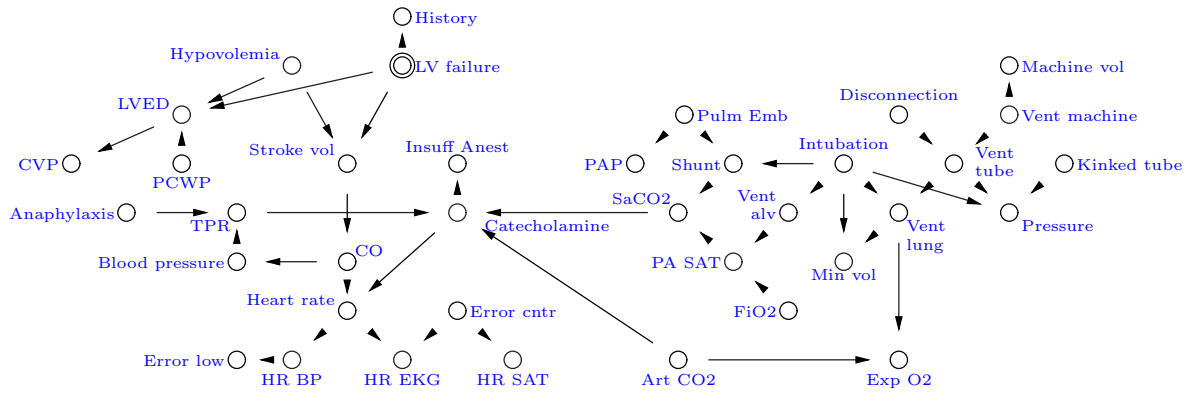 History
Hypovolemia
LV failure
Machine vol
LVED
Disconnection
Pulm Emb
Vent machine
Stroke vol
Insuff Anest
Intubation
CVP
PCWP
PAP
Shunt
Vent
tube
Kinked tube
Anaphylaxis
TPR
Catecholamine
SaCO2
Vent
alv
Vent
lung
Pressure
Blood pressure
CO
PA SAT
Min vol
Heart rate
Error cntr
FiO2
Error low
HR BP
HR EKG
HR SAT
Art CO2
Exp O2